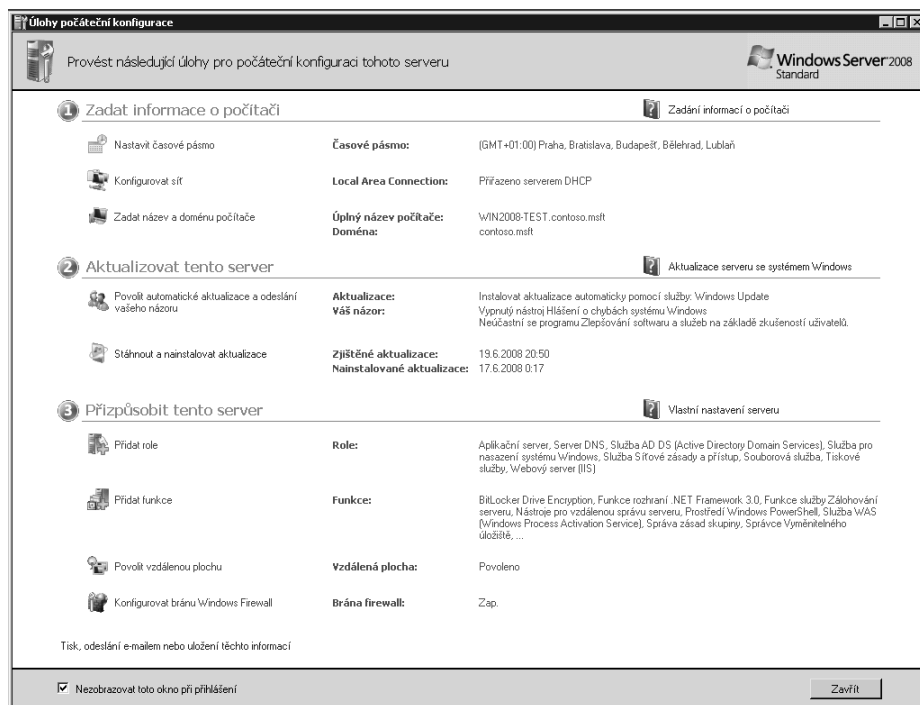 Úlohy počáteční konfigurace
Provést následující úlohy pro počáteční konfiguraci tohoto serveru
Windows Server 2008
Standard
1 Zadat informace o počítači
Zadání informací o počítači
Nastavit časové pásmo Časové pásmo: (GMT+01:00) Praha, Bratislava, Budapešť, Bělehrad, Lublaň
Konfigurovat síť Local Area Connection: Přiřazeno serverem DHCP
Zadat název a doménu počítače Úplný název počítače: WIN2008-TEST.contoso.msft
Doména: contoso.msft
2 Aktualizovat tento server
Aktualizace serveru se systémem Windows
Povolit automatické aktualizace a odeslání Aktualizace: Instalovat aktualizace automaticky pomocí služby: Windows Update
vašeho názoru Váš názor: Vypnutý nástroj Hlášení o chybách systému Windows
Neúčastní se programu Zlepšování softwaru a služeb na základě zkušeností uživatelů.
Stáhnout a nainstalovat aktualizace Zjištěné aktualizace: 19.6.2008 20:50
Nainstalované aktualizace: 17.6.2008 0:17
3 Přizpůsobit tento server
Vlastní nastavení serveru
Přidat role Role: Aplikační server, Server DNS, Služba AD DS (Active Directory Domain Services), Služba pro
nasazení systému Windows, Služba Síťové zásady a přístup, Souborová služba, Tiskové
služby, Webový server (IIS)
Přidat funkce Funkce: BitLocker Drive Encryption, Funkce rozhraní .NET Framework 3.0, Funkce služby Zálohování
serveru, Nástroje pro vzdálenou správu serveru, Prostředí Windows PowerShell, Služba WAS
(Windows Process Activation Service), Správa zásad skupiny, Správce Vyměnitelného
úložiště, ...
Povolit vzdálenou plochu Vzdálená plocha: Povoleno
Konfigurovat bránu Windows Firewall Brána firewall: Zap.
Tisk, odeslání e-mailem nebo uložení těchto informací
Nezobrazovat toto okno při přihlášení
Zavřít